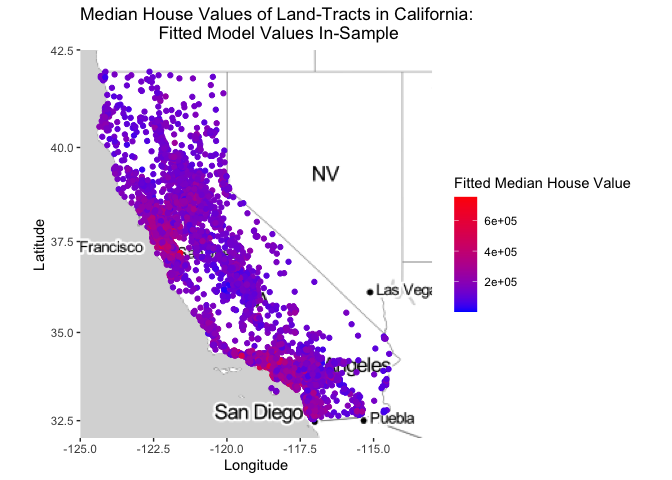 Median House Values of Land-Tracts in California:
Fitted Model Values In-Sample
42.5
40.0
37.5
35.0
32.5
Latitude
NV
Francisco
Las Vega
Angeles
San Diego
Puebla
-125.0
-122.5
-120.0
-117.5
-115.0
Longitude
Fitted Median House Value
6e+05
4e+05
2e+05